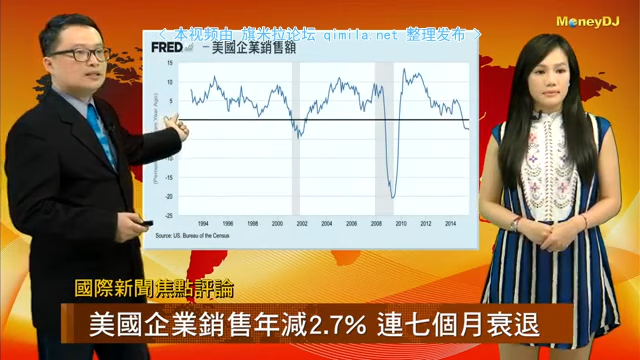 < 本视频由 旗米拉论坛 qimila.net 整理发布 >
MoneyDJ
FRED
美國企業銷售額
15
10
5
0
-5
-10
-15
-20
-25
1994 1996 1998 2000 2002 2004 2006 2008 2010 2012 2014
Source: US. Bureau of the Census
國際新聞焦點評論
美國企業銷售年減2.7% 連七個月衰退